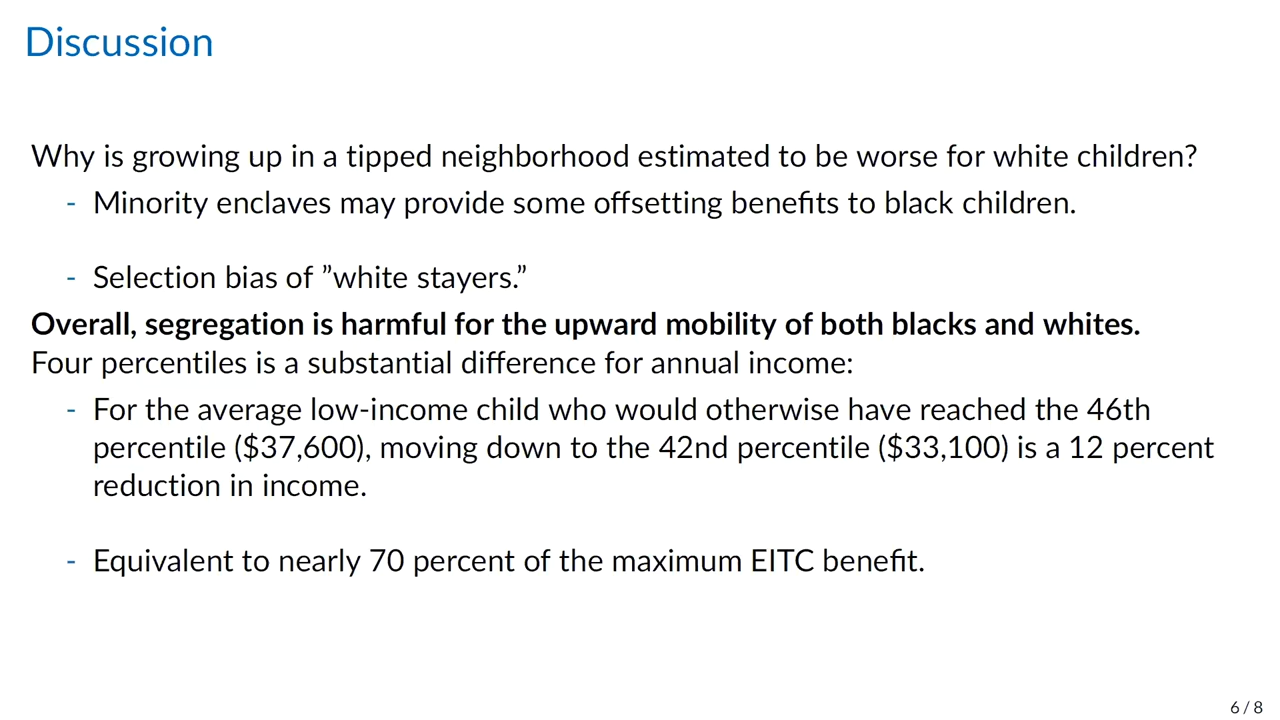 Discussion
Why is growing up in a tipped neighborhood estimated to be worse for white children?
- Minority enclaves may provide some offsetting benefits to black children.
- Selection bias of ”white stayers.”
Overall, segregation is harmful for the upward mobility of both blacks and whites.
Four percentiles is a substantial difference for annual income:
- For the average low-income child who would otherwise have reached the 46th
percentile ($37,600), moving down to the 42nd percentile ($33,100) is a 12 percent
reduction in income.
- Equivalent to nearly 70 percent of the maximum EITC benefit.
6 / 8